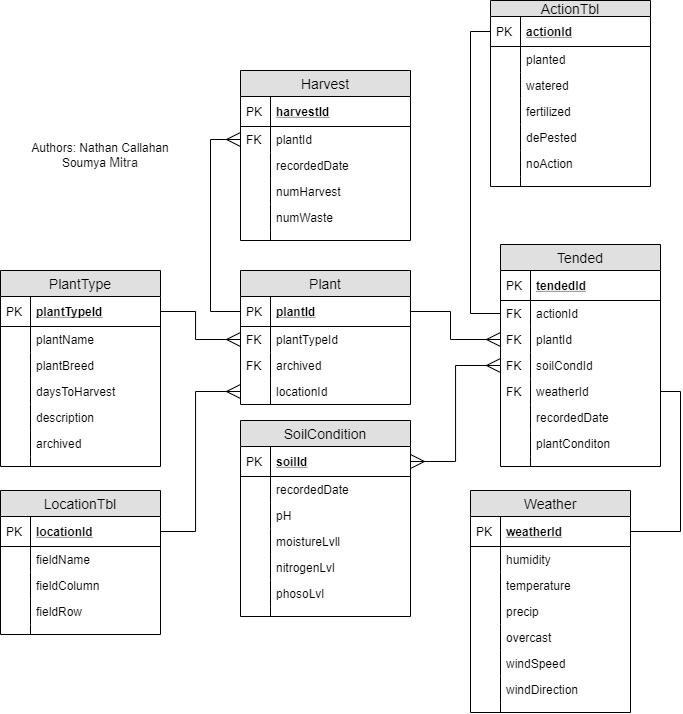 ActionTbl
PK actionId
planted
watered
fertilized
dePested
noAction
Harvest
PK harvestId
FK plantId
recordedDate
numHarvest
numWaste
Authors: Nathan Callahan
Soumya Mitra
PlantType
PK plantTypeId
plantName
plantBreed
daysToHarvest
description
archived
Plant
PK plantId
FK plantTypeId
FK archived
locationId
Tended
PK tendedId
FK actionId
FK plantId
FK soilCondId
FK weatherId
recordedDate
plantConditon
SoilCondition
PK soilId
recordedDate
pH
moistureLvll
nitrogenLvl
phosoLvl
LocationTbl
PK locationId
fieldName
fieldColumn
fieldRow
Weather
PK weatherId
humidity
temperature
precip
overcast
windSpeed
windDirection